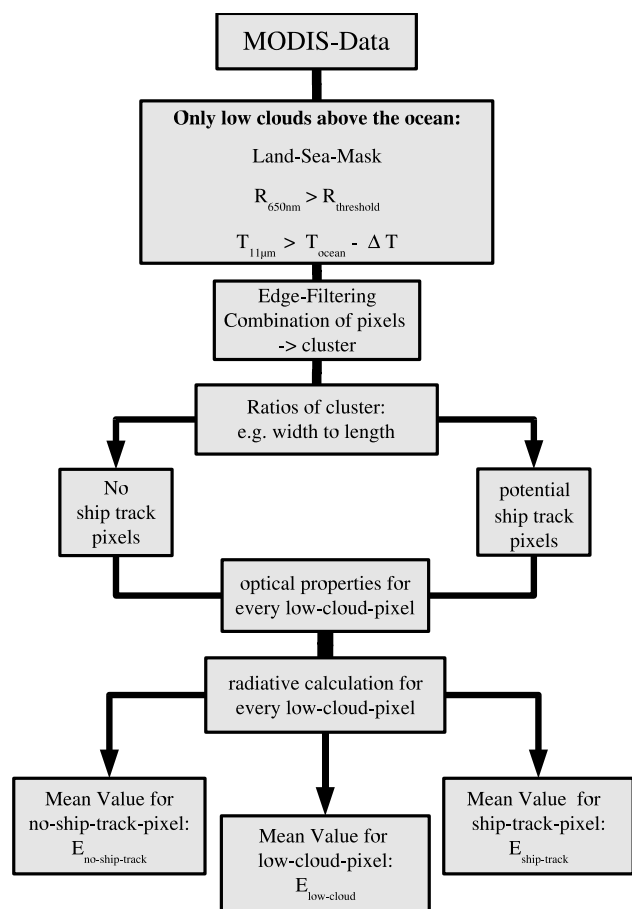 MODIS-Data
Only low clouds above the ocean:
Land-Sea-Mask
R650nm > Rthreshold
T11μm > Tocean - Δ T
Edge-Filtering
Combination of pixels
-> cluster
Ratios of cluster:
e.g. width to length
No
ship track
pixels
potential
ship track
pixels
optical properties for
every low-cloud-pixel
radiative calculation for
every low-cloud-pixel
Mean Value for
no-ship-track-pixel:
Eno-ship-track
Mean Value for
low-cloud-pixel:
Elow-cloud
Mean Value for
ship-track-pixel:
Eship-track